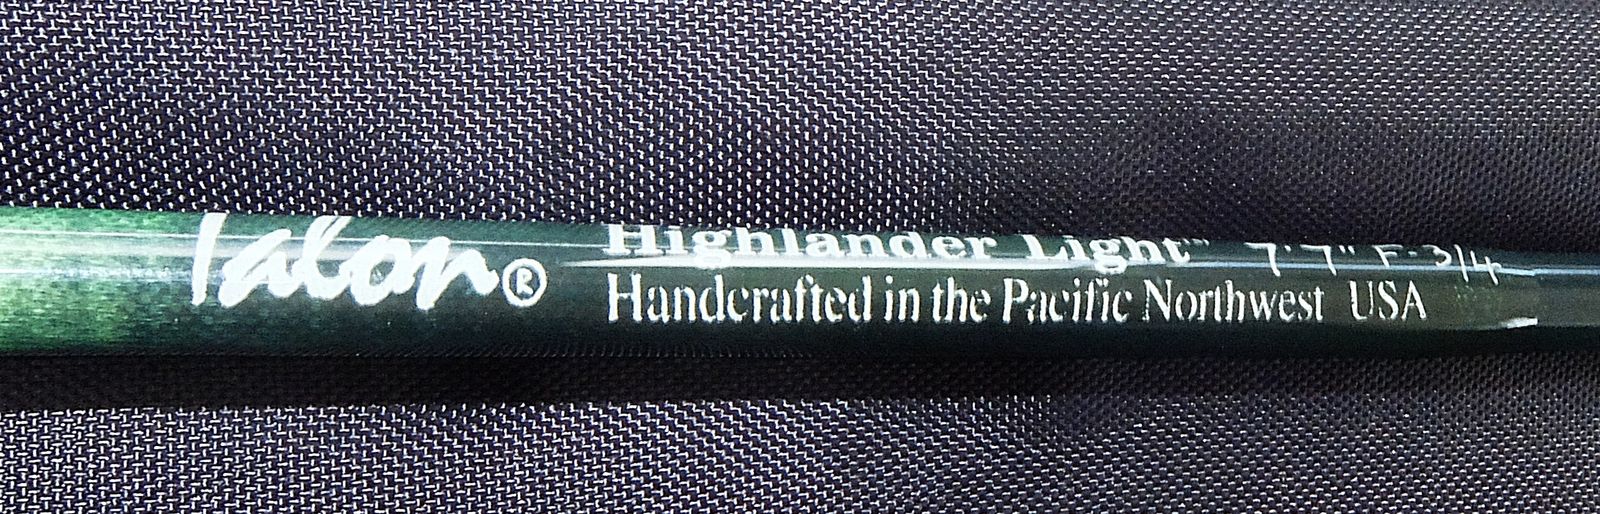 Talon®
Highlander Light™ 7'7" F-3/4
Handcrafted in the Pacific Northwest USA